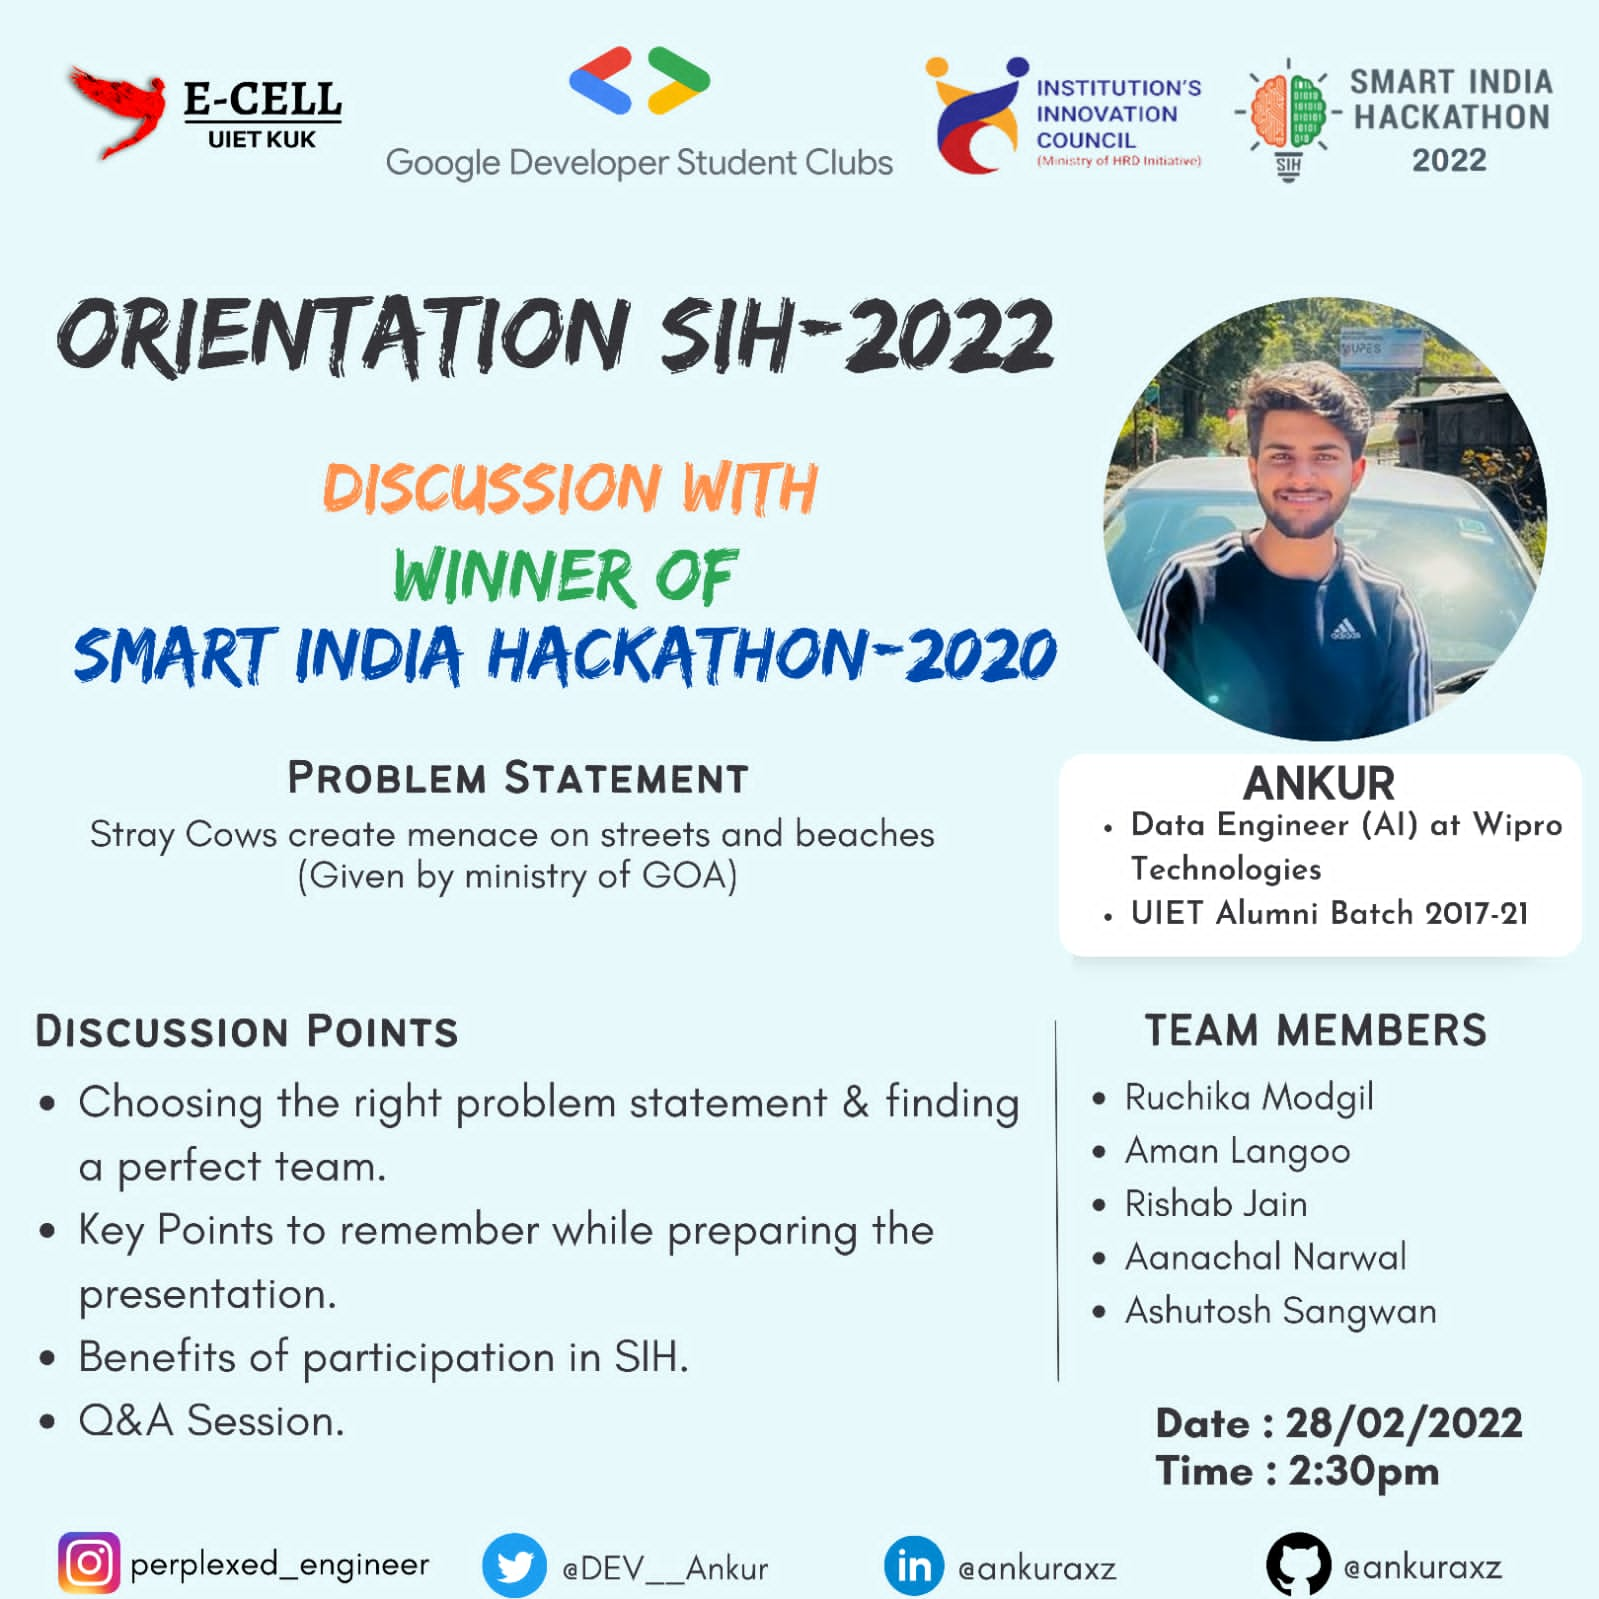 E-CELL
UIET KUK
Google Developer Student Clubs
INSTITUTION'S
INNOVATION
COUNCIL
(Ministry of HRD Initiative)
SIH
SMART INDIA
HACKATHON
2022
ORIENTATION SIH-2022
UPES
DISCUSSION WITH
WINNER OF
SMART INDIA HACKATHON-2020
adidas
PROBLEM STATEMENT
Stray Cows create menace on streets and beaches
(Given by ministry of GOA)
ANKUR
• Data Engineer (AI) at Wipro
Technologies
• UIET Alumni Batch 2017-21
DISCUSSION POINTS
• Choosing the right problem statement & finding
a perfect team.
• Key Points to remember while preparing the
presentation.
• Benefits of participation in SIH.
• Q&A Session.
TEAM MEMBERS
• Ruchika Modgil
• Aman Langoo
• Rishab Jain
• Aanachal Narwal
• Ashutosh Sangwan
Date : 28/02/2022
Time : 2:30pm
perplexed_engineer
@DEV__Ankur
in @ankuraxz
@ankuraxz